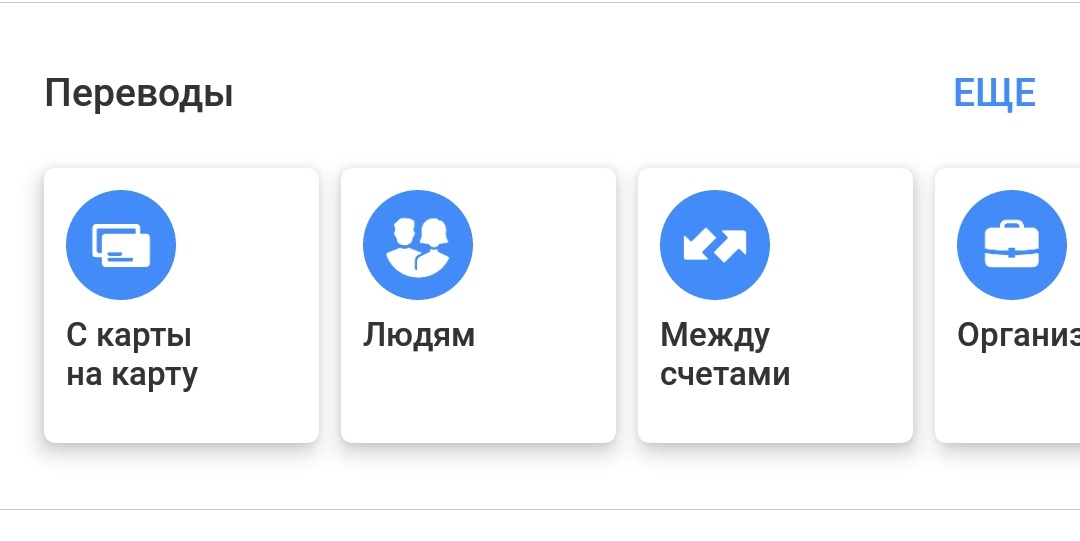 Переводы
ЕЩЕ
С карты
на карту
Людям
Между
счетами